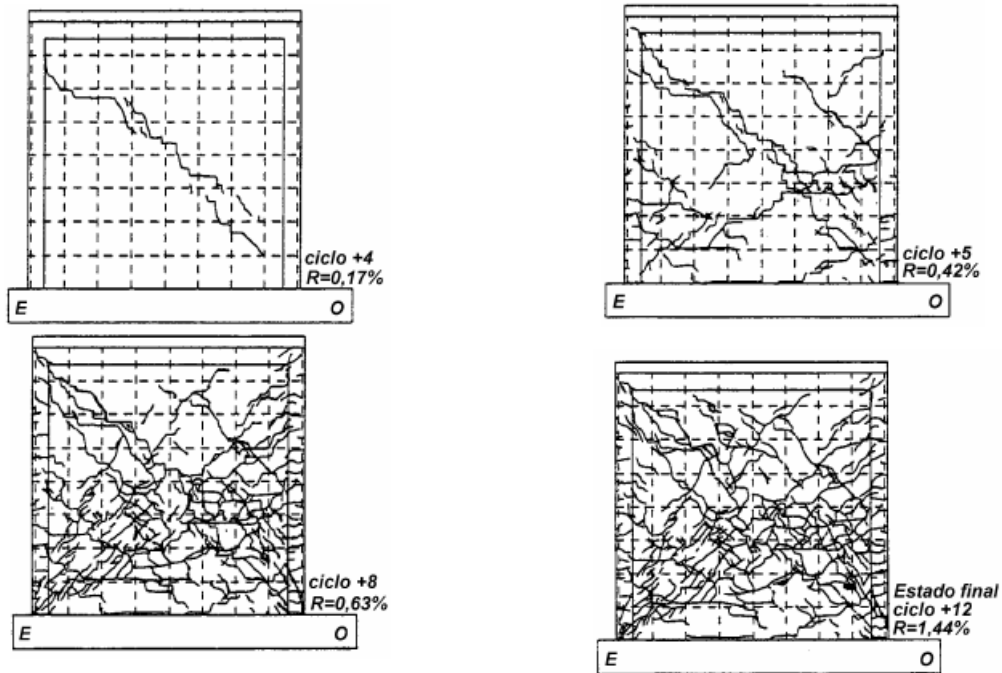 ciclo +4
R=0,17%
E O
ciclo +5
R=0,42%
E O
ciclo +8
R=0,63%
E O
Estado final
ciclo +12
R=1,44%
E O